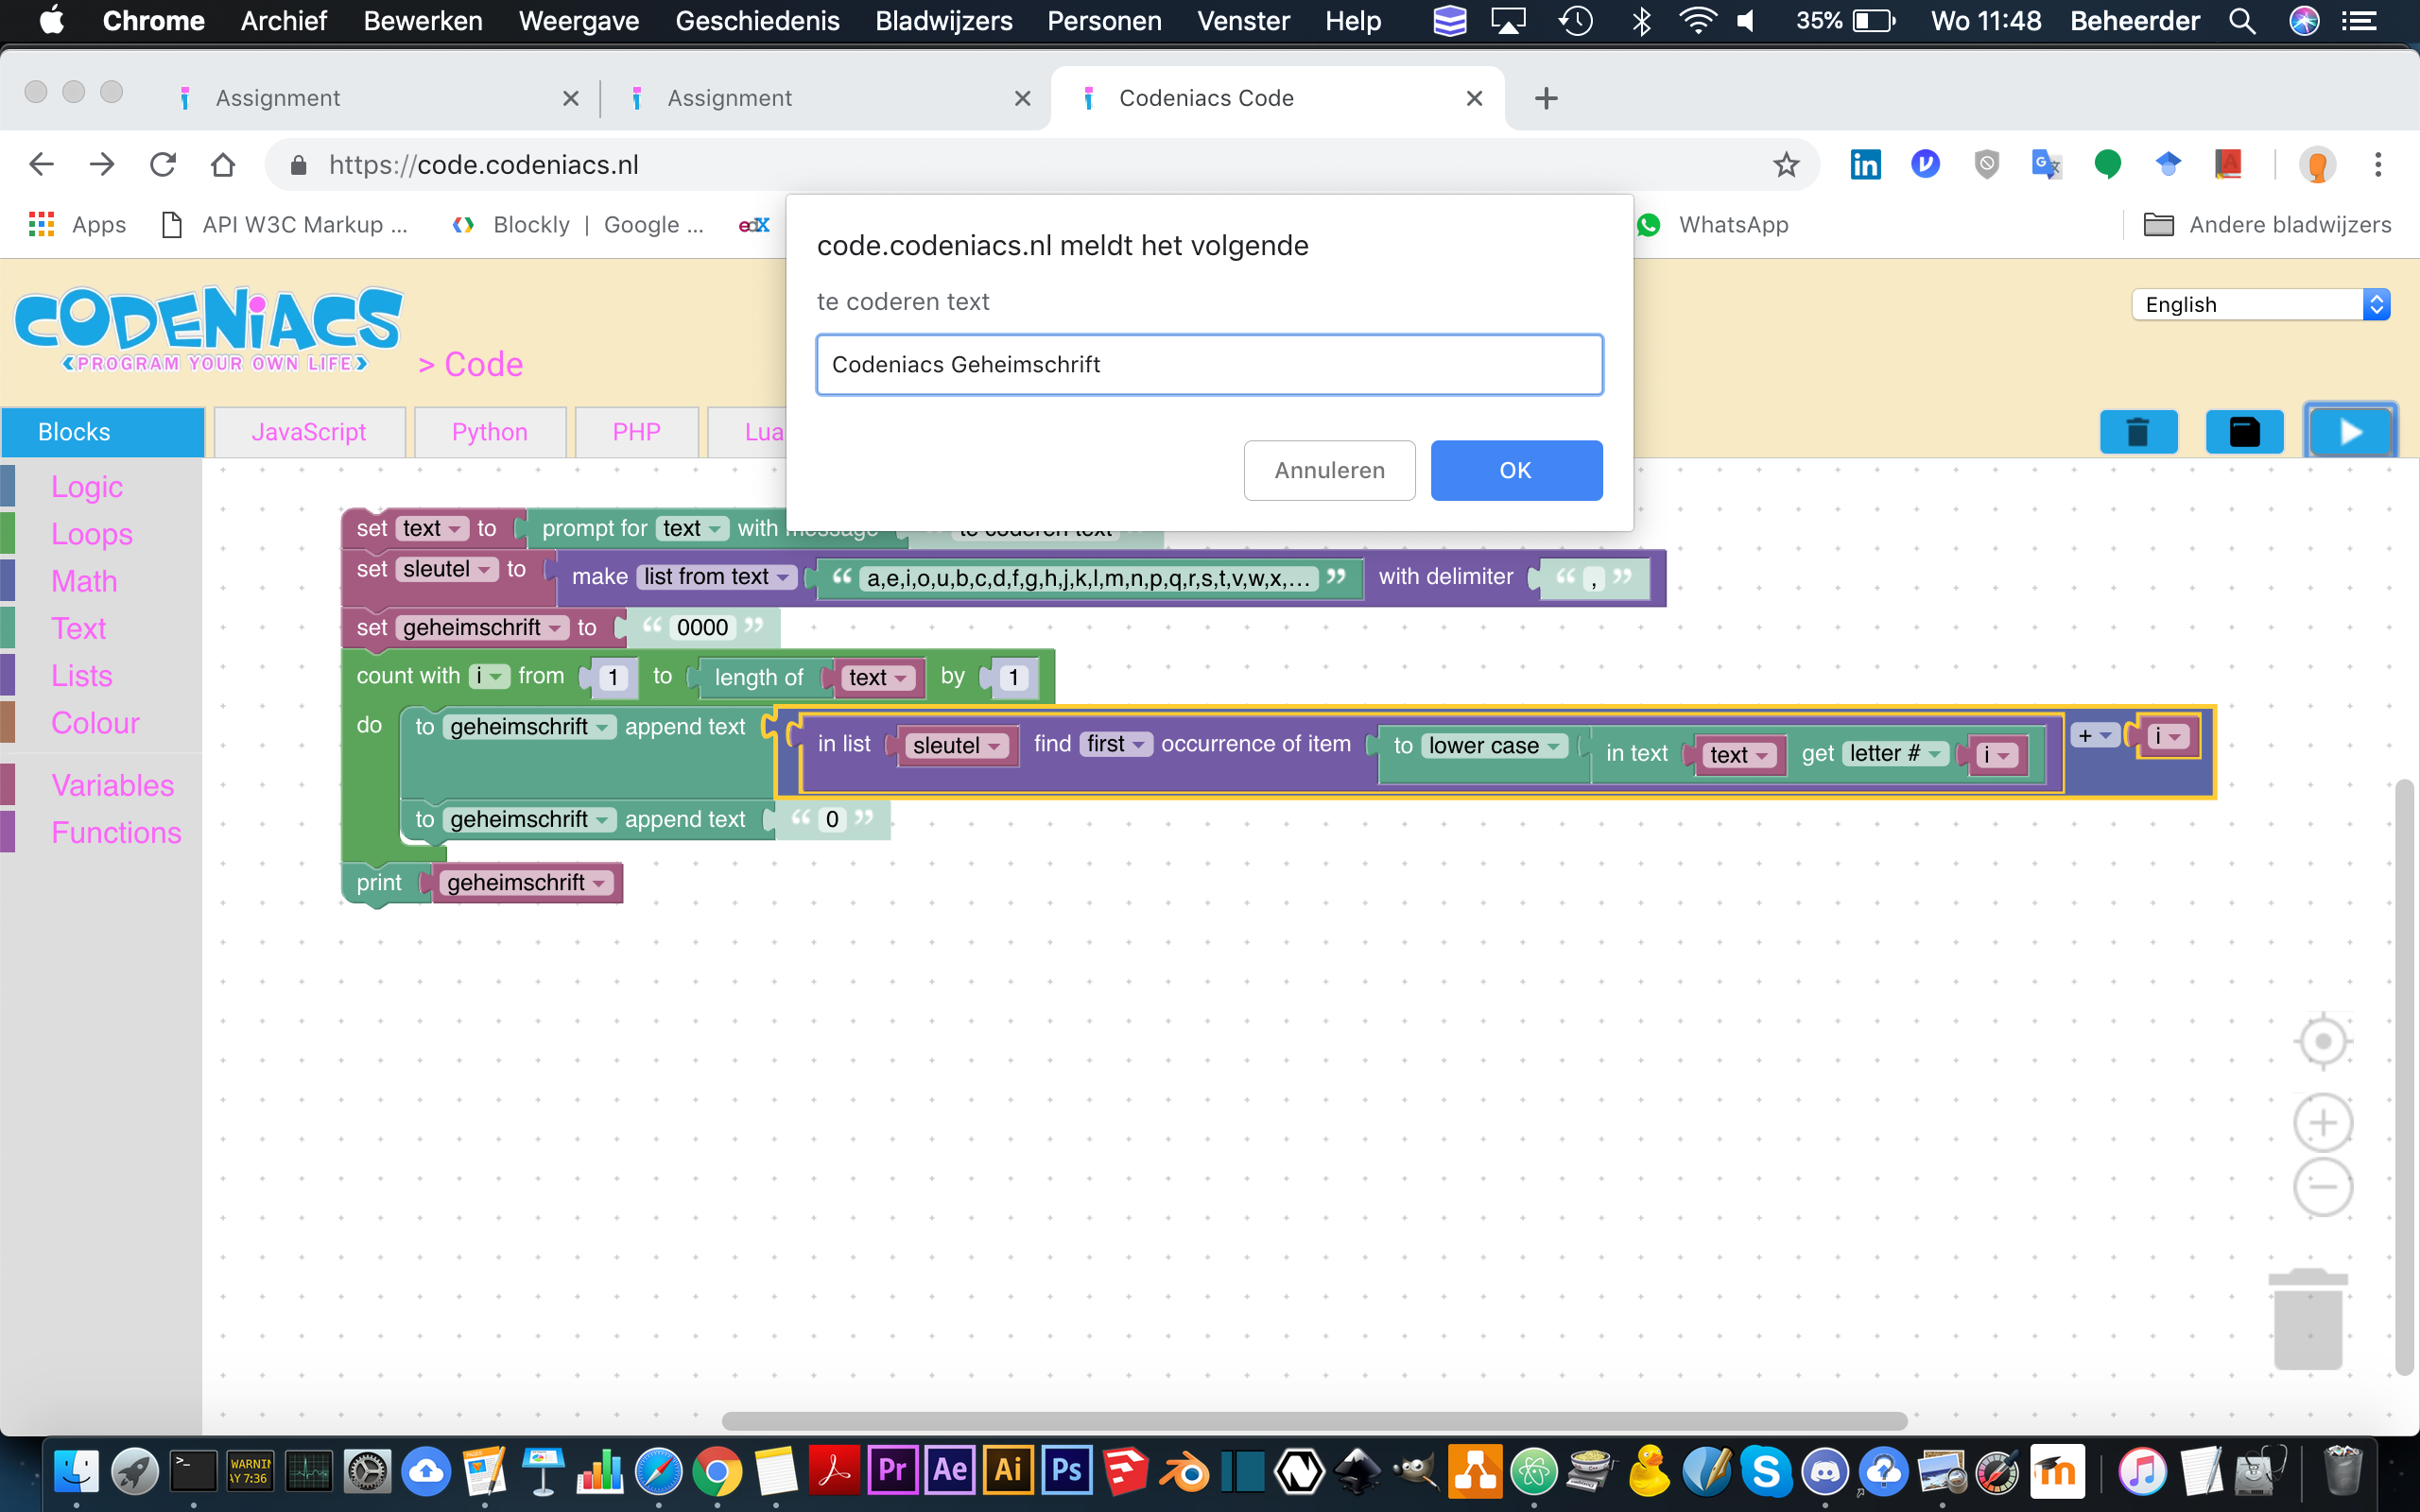 Chrome Archief Bewerken Weergave Geschiedenis Bladwijzers Personen Venster Help 35% Wo 11:48 Beheerder
Assignment Assignment Codeniacs Code
https://code.codeniacs.nl
Apps API W3C Markup ... Blockly | Google ... edX WhatsApp Andere bladwijzers
code.codeniacs.nl meldt het volgende
te coderen text
Codeniacs Geheimschrift
Annuleren OK
CODENiACS
<PROGRAM YOUR OWN LIFE>
> Code
English
Blocks JavaScript Python PHP Lua
Logic
Loops
Math
Text
Lists
Colour
Variables
Functions
set text to prompt for text with message “ te coderen text
set sleutel to make list from text “ a,e,i,o,u,b,c,d,f,g,h,j,k,l,m,n,p,q,r,s,t,v,w,x,... ” with delimiter “ , ”
set geheimschrift to “ 0000 ”
count with i from 1 to length of text by 1
do to geheimschrift append text in list sleutel find first occurrence of item to lower case in text text get letter # i + i
to geheimschrift append text “ 0 ”
print geheimschrift
WARNIN
AY 7:36
Pr Ae Ai Ps